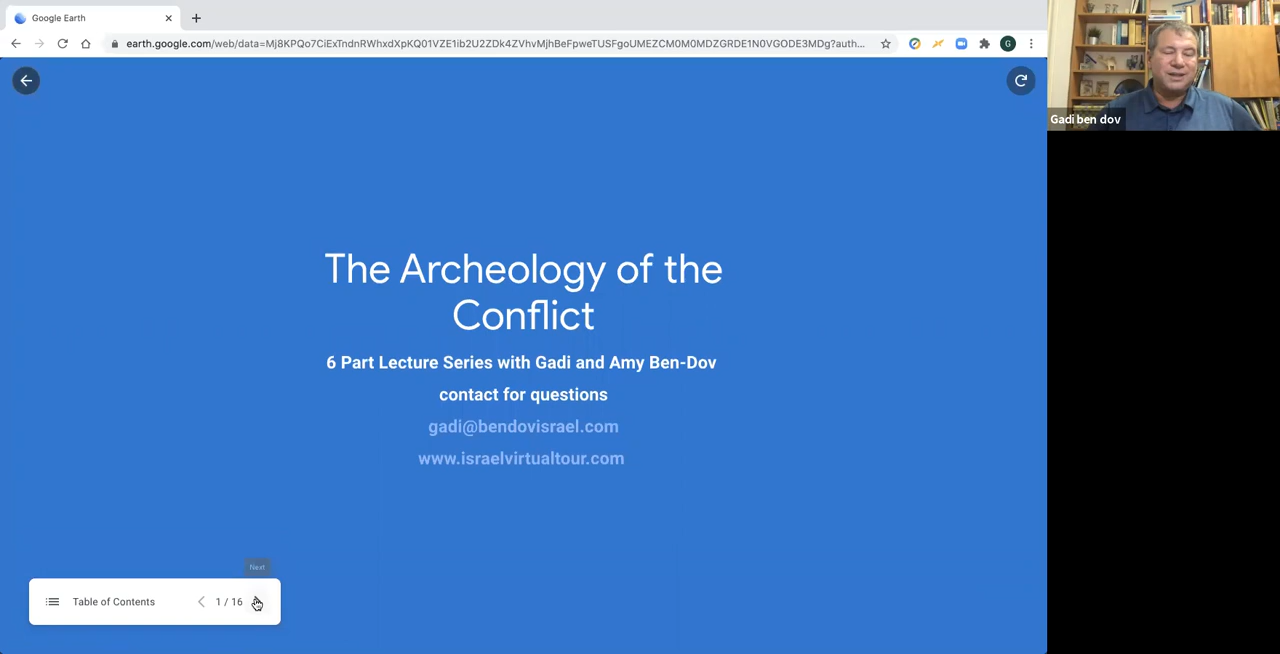 Google Earth
earth.google.com/web/data=Mj8KPQo7CiExTndnRWhxdXpKQ01VZE1ib2U2ZDk4ZVhvMjhBeFpweTUSFgoUMEZCM0M0MDZGRDE1N0VGODE3MDg?auth...
G
Gadi ben dov
The Archeology of the
Conflict
6 Part Lecture Series with Gadi and Amy Ben-Dov
contact for questions
gadi@bendovisrael.com
www.israelvirtualtour.com
Next
Table of Contents
1 / 16